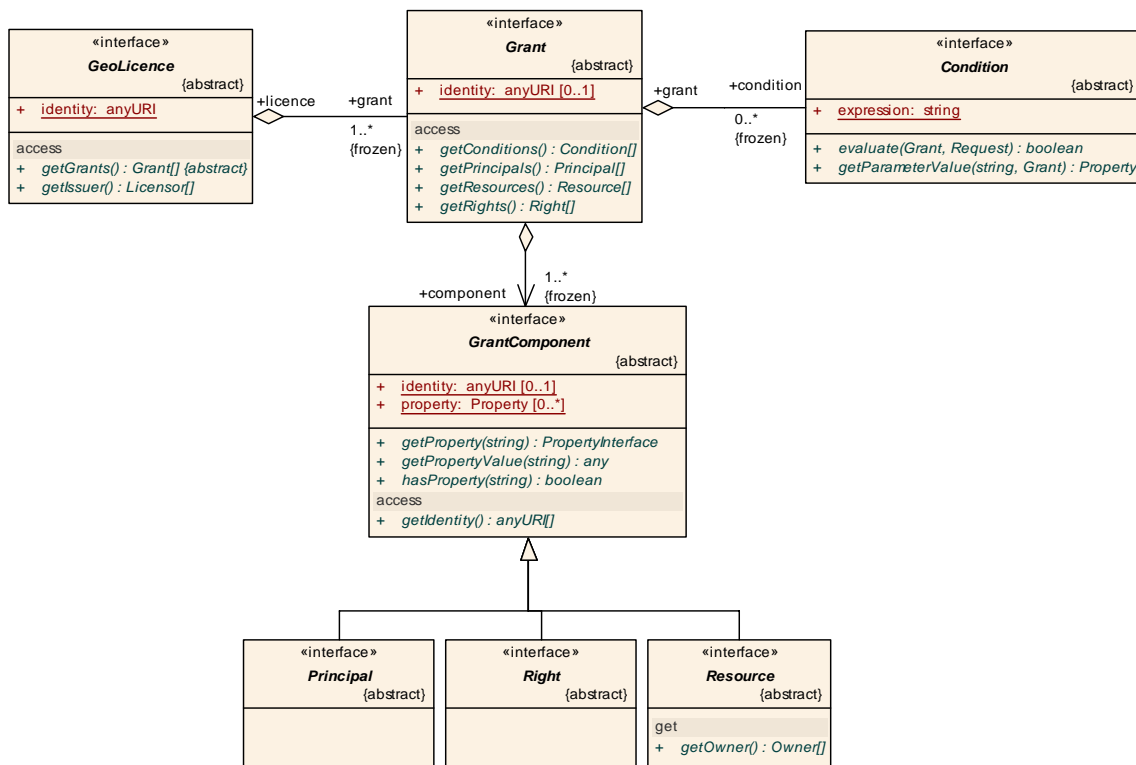 «interface»
GeoLicence
{abstract}
+ identity: anyURI
access
+ getGrants() : Grant[] {abstract}
+ getIssuer() : Licensor[]
+licence
+grant
1..*
{frozen}
«interface»
Grant
{abstract}
+ identity: anyURI [0..1]
access
+ getConditions() : Condition[]
+ getPrincipals() : Principal[]
+ getResources() : Resource[]
+ getRights() : Right[]
+grant
+condition
0..*
{frozen}
«interface»
Condition
{abstract}
+ expression: string
+ evaluate(Grant, Request) : boolean
+ getParameterValue(string, Grant) : Property
+component
1..*
{frozen}
«interface»
GrantComponent
{abstract}
+ identity: anyURI [0..1]
+ property: Property [0..*]
+ getProperty(string) : PropertyInterface
+ getPropertyValue(string) : any
+ hasProperty(string) : boolean
access
+ getIdentity() : anyURI[]
«interface»
Principal
{abstract}
«interface»
Right
{abstract}
«interface»
Resource
{abstract}
get
+ getOwner() : Owner[]